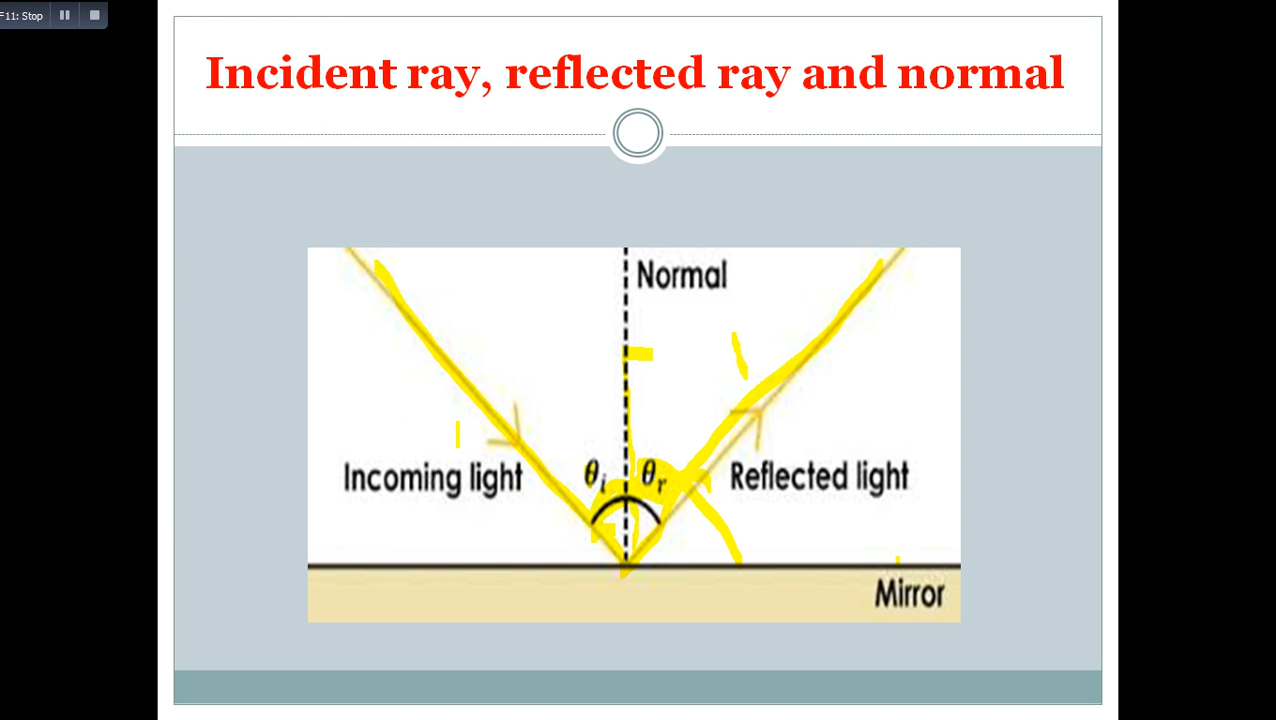 F11: Stop
Incident ray, reflected ray and normal
Normal
Incoming light
θi
θr
Reflected light
Mirror